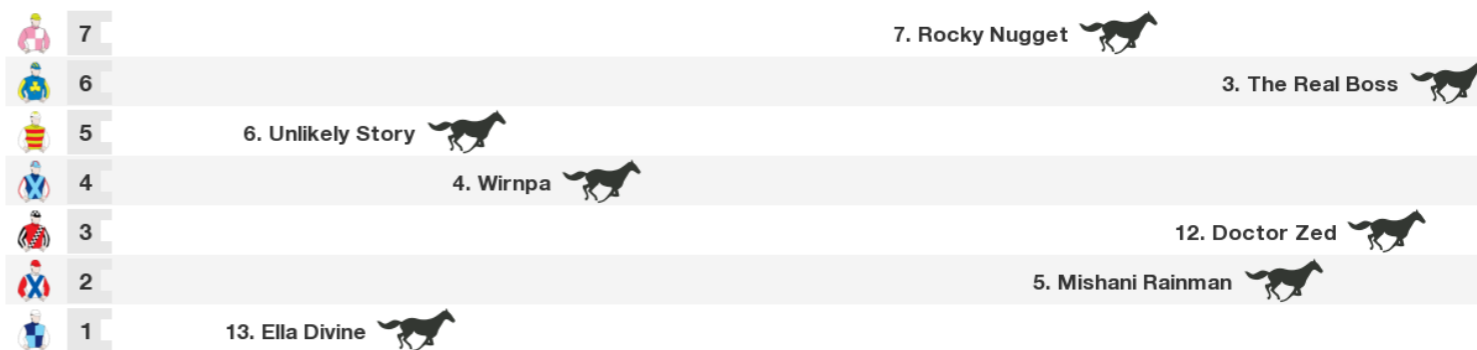 7 7. Rocky Nugget
6 3. The Real Boss
5 6. Unlikely Story
4 4. Wirnpa
3 12. Doctor Zed
2 5. Mishani Rainman
1 13. Ella Divine